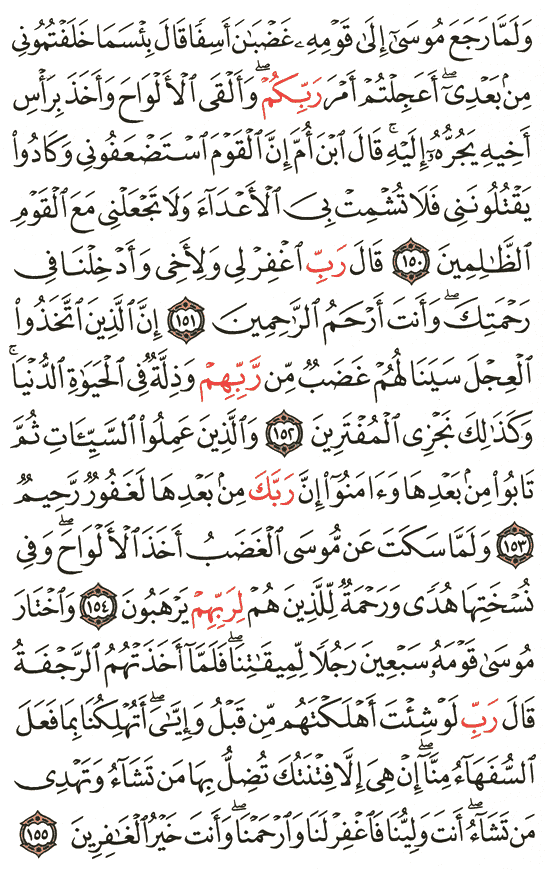 وَلَمَّا رَجَعَ مُوسَىٰٓ إِلَىٰ قَوْمِهِۦ غَضْبَٰنَ أَسِفًا قَالَ بِئْسَمَا خَلَفْتُمُونِى
مِنۢ بَعْدِىٓ ۖ أَعَجِلْتُمْ أَمْرَ رَبِّكُمْ ۖ وَأَلْقَى ٱلْأَلْوَاحَ وَأَخَذَ بِرَأْسِ
أَخِيهِ يَجُرُّهُۥٓ إِلَيْهِ ۚ قَالَ ٱبْنَ أُمَّ إِنَّ ٱلْقَوْمَ ٱسْتَضْعَفُونِى وَكَادُوا۟
يَقْتُلُونَنِى فَلَا تُشْمِتْ بِىَ ٱلْأَعْدَآءَ وَلَا تَجْعَلْنِى مَعَ ٱلْقَوْمِ
ٱلظَّٰلِمِينَ ١٥٠ قَالَ رَبِّ ٱغْفِرْ لِى وَلِأَخِى وَأَدْخِلْنَا فِى
رَحْمَتِكَ ۖ وَأَنتَ أَرْحَمُ ٱلرَّٰحِمِينَ ١٥١ إِنَّ ٱلَّذِينَ ٱتَّخَذُوا۟
ٱلْعِجْلَ سَيَنَالُهُمْ غَضَبٌ مِّن رَّبِّهِمْ وَذِلَّةٌ فِى ٱلْحَيَوٰةِ ٱلدُّنْيَا ۚ
وَكَذَٰلِكَ نَجْزِى ٱلْمُفْتَرِينَ ١٥٢ وَٱلَّذِينَ عَمِلُوا۟ ٱلسَّيِّـَٔاتِ ثُمَّ
تَابُوا۟ مِنۢ بَعْدِهَا وَءَامَنُوٓا۟ إِنَّ رَبَّكَ مِنۢ بَعْدِهَا لَغَفُورٌ رَّحِيمٌ
١٥٣ وَلَمَّا سَكَتَ عَن مُّوسَى ٱلْغَضَبُ أَخَذَ ٱلْأَلْوَاحَ ۖ وَفِى
نُسْخَتِهَا هُدًى وَرَحْمَةٌ لِّلَّذِينَ هُمْ لِرَبِّهِمْ يَرْهَبُونَ ١٥٤ وَٱخْتَارَ
مُوسَىٰ قَوْمَهُۥ سَبْعِينَ رَجُلًا لِّمِيقَٰتِنَا ۖ فَلَمَّآ أَخَذَتْهُمُ ٱلرَّجْفَةُ
قَالَ رَبِّ لَوْ شِئْتَ أَهْلَكْتَهُم مِّن قَبْلُ وَإِيَّٰىَ ۖ أَتُهْلِكُنَا بِمَا فَعَلَ
ٱلسُّفَهَآءُ مِنَّآ ۖ إِنْ هِىَ إِلَّا فِتْنَتُكَ تُضِلُّ بِهَا مَن تَشَآءُ وَتَهْدِى
مَن تَشَآءُ ۖ أَنتَ وَلِيُّنَا فَٱغْفِرْ لَنَا وَٱرْحَمْنَا ۖ وَأَنتَ خَيْرُ ٱلْغَٰفِرِينَ ١٥٥